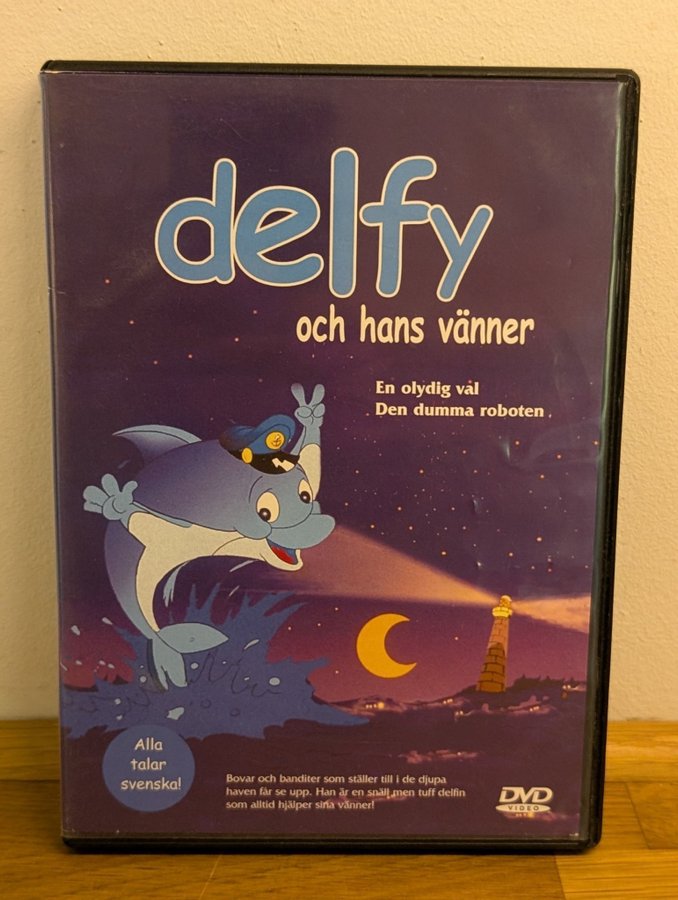 delfy
och hans vänner
En olydig val
Den dumma roboten
Alla
talar
svenska!
Bovar och banditer som ställer till i de djupa
haven får se upp. Han är en snäll men tuff delfin
som alltid hjälper sina vänner!
DVD
VIDEO